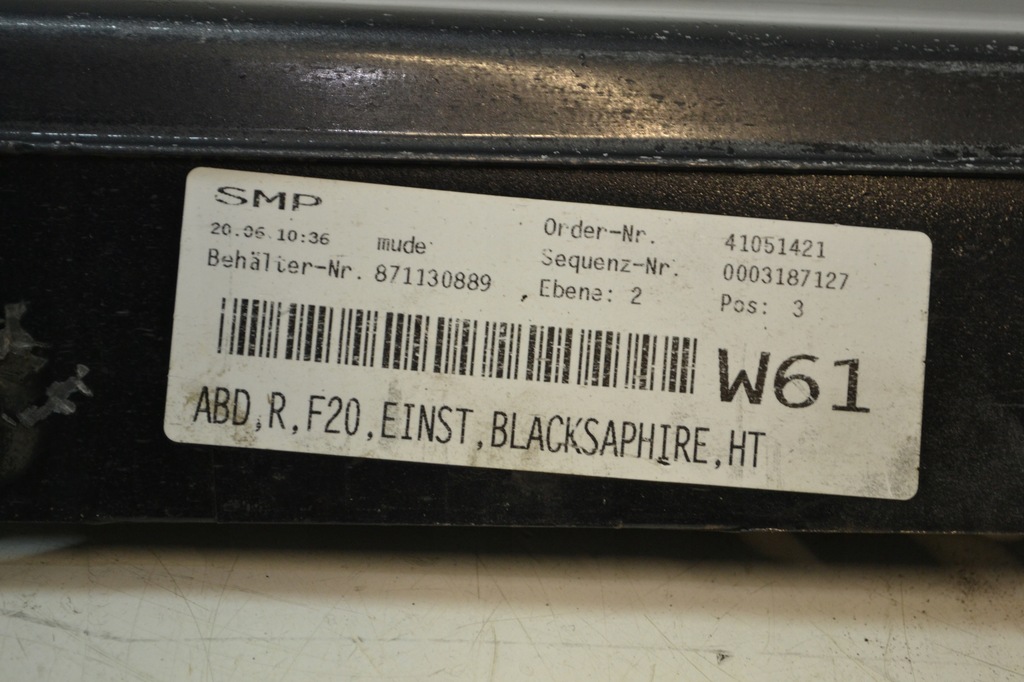 SMP
20.06.10:36 mude Order-Nr. 41051421
Behälter-Nr. 871130889 Sequenz-Nr. 0003187127
, Ebene: 2 Pos: 3
W61
ABD,R,F20,EINST,BLACKSAPHIRE,HT